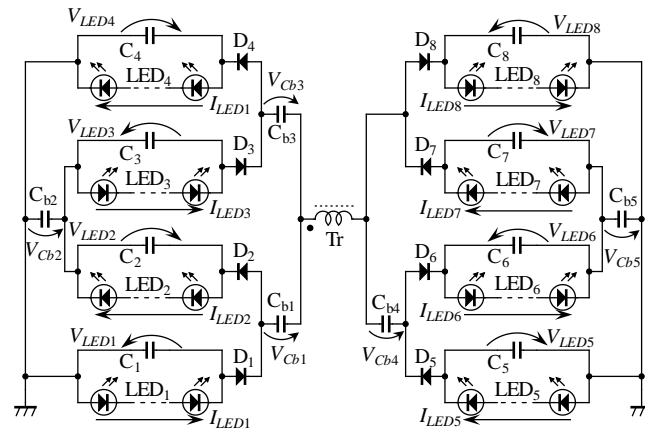 V_LED4 C_4 D_4 D_8 C_8 V_LED8
LED_4 V_Cb3 LED_8
I_LED1 I_LED8
V_LED3 C_b3 V_LED7
C_3 D_3 D_7 C_7
LED_3 LED_7
C_b2 I_LED3 I_LED7 C_b5
V_LED2 Tr V_LED6
V_Cb2 C_2 D_2 D_6 C_6 V_Cb5
LED_2 C_b1 C_b4 LED_6
I_LED2 I_LED6
V_LED1 V_Cb1 V_Cb4 V_LED5
C_1 D_1 D_5 C_5
LED_1 LED_5
I_LED1 I_LED5